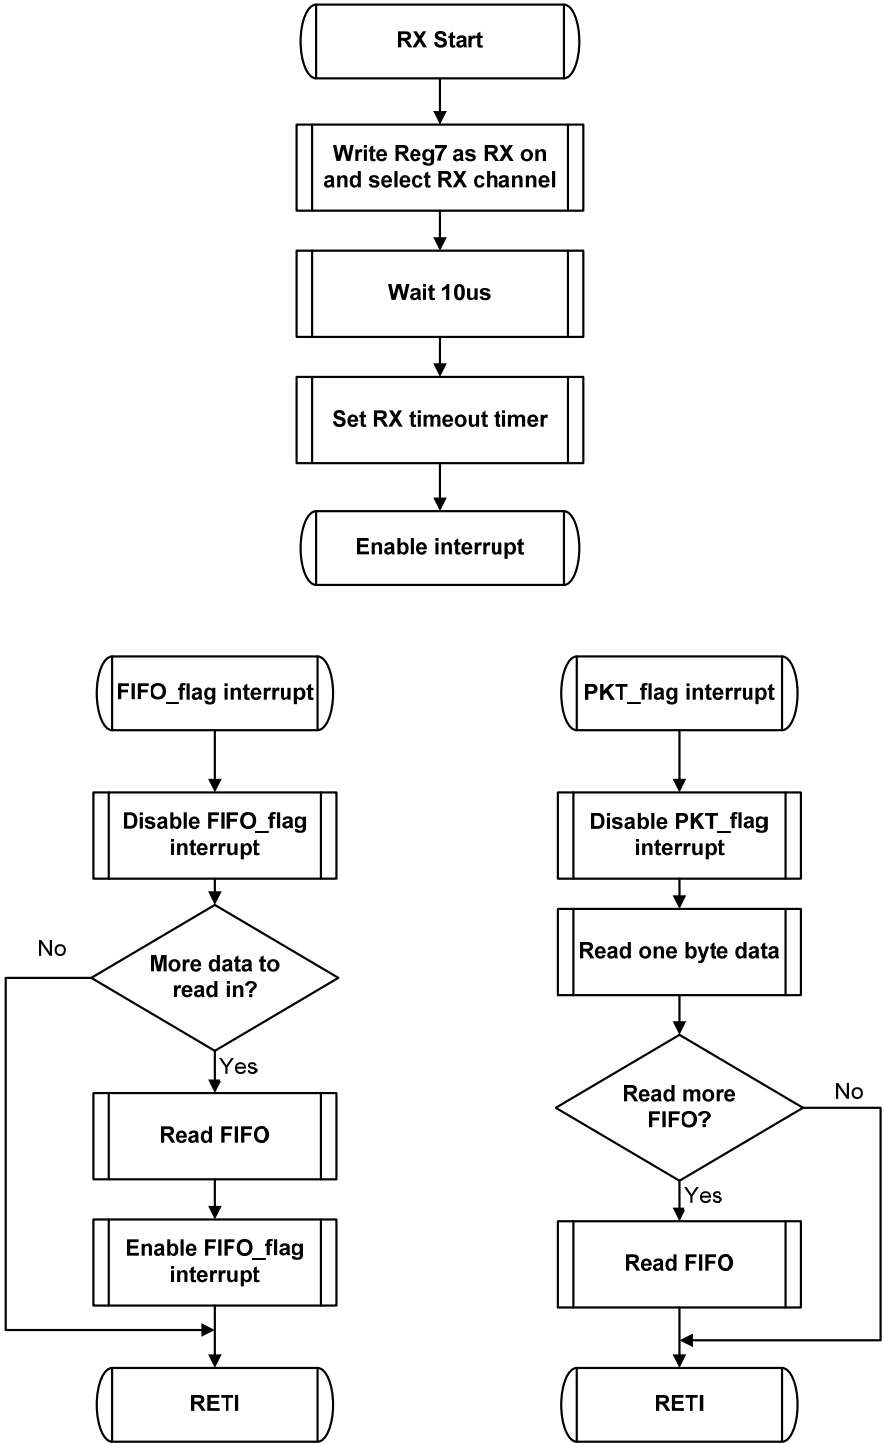 RX Start
Write Reg7 as RX on
and select RX channel
Wait 10us
Set RX timeout timer
Enable interrupt
FIFO_flag interrupt
Disable FIFO_flag
interrupt
No
More data to
read in?
Yes
Read FIFO
Enable FIFO_flag
interrupt
RETI
PKT_flag interrupt
Disable PKT_flag
interrupt
Read one byte data
Read more
FIFO?
No
Yes
Read FIFO
RETI